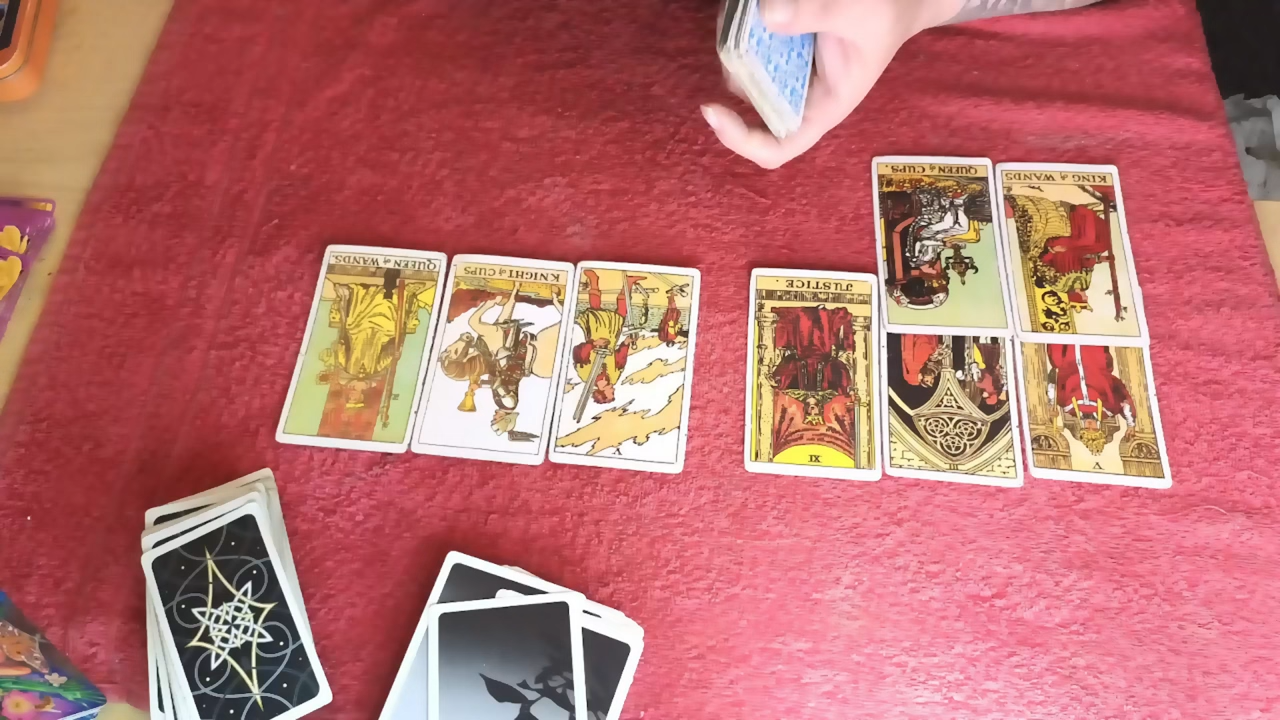 QUEEN of WANDS.
KNIGHT of CUPS.
V
JUSTICE.
XI
QUEEN of CUPS.
KING of WANDS.
III
V